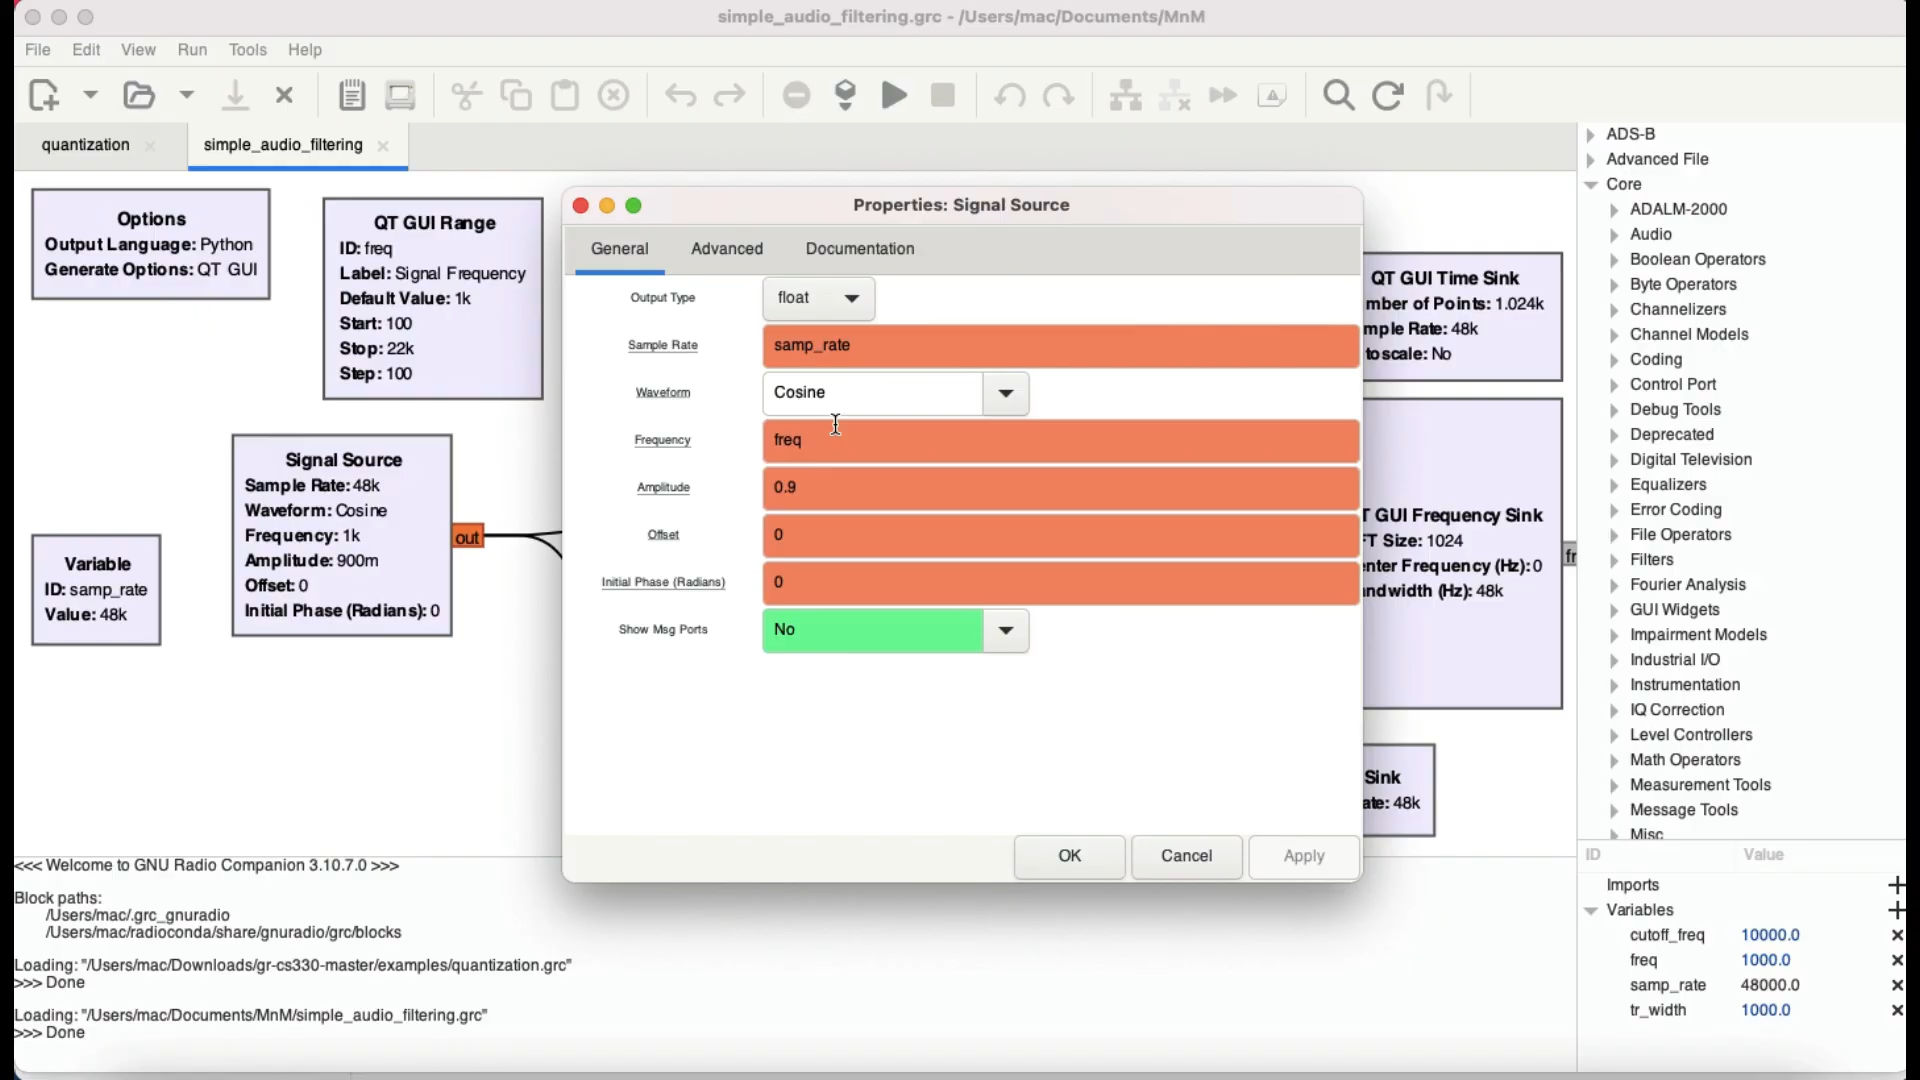 simple_audio_filtering.grc - /Users/mac/Documents/MnM
File Edit View Run Tools Help
quantization
simple_audio_filtering
Options
Output Language: Python
Generate Options: QT GUI
QT GUI Range
ID: freq
Label: Signal Frequency
Default Value: 1k
Start: 100
Stop: 22k
Step: 100
Variable
ID: samp_rate
Value: 48k
Signal Source
Sample Rate: 48k
Waveform: Cosine
Frequency: 1k
Amplitude: 900m
Offset: 0
Initial Phase (Radians): 0
out
Properties: Signal Source
General Advanced Documentation
Output Type float
Sample Rate samp_rate
Waveform Cosine
Frequency freq
Amplitude 0.9
Offset 0
Initial Phase (Radians) 0
Show Msg Ports No
OK Cancel Apply
QT GUI Time Sink
mber of Points: 1.024k
mple Rate: 48k
toscale: No
T GUI Frequency Sink
FT Size: 1024
enter Frequency (Hz): 0
ndwidth (Hz): 48k
fr
Sink
ate: 48k
ADS-B
Advanced File
Core
ADALM-2000
Audio
Boolean Operators
Byte Operators
Channelizers
Channel Models
Coding
Control Port
Debug Tools
Deprecated
Digital Television
Equalizers
Error Coding
File Operators
Filters
Fourier Analysis
GUI Widgets
Impairment Models
Industrial I/O
Instrumentation
IQ Correction
Level Controllers
Math Operators
Measurement Tools
Message Tools
Misc
ID Value
Imports
Variables
cutoff_freq 10000.0
freq 1000.0
samp_rate 48000.0
tr_width 1000.0
<<< Welcome to GNU Radio Companion 3.10.7.0 >>>
Block paths:
/Users/mac/.grc_gnuradio
/Users/mac/radioconda/share/gnuradio/grc/blocks
Loading: "/Users/mac/Downloads/gr-cs330-master/examples/quantization.grc"
>>> Done
Loading: "/Users/mac/Documents/MnM/simple_audio_filtering.grc"
>>> Done